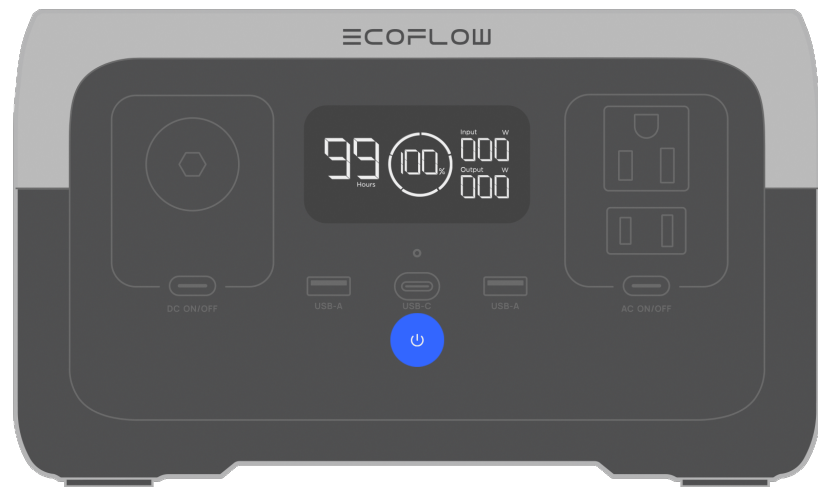 ECOFLOW
Input W
99 100% 000
Hours
Output W
000
USB-A USB-C USB-A
DC ON/OFF AC ON/OFF